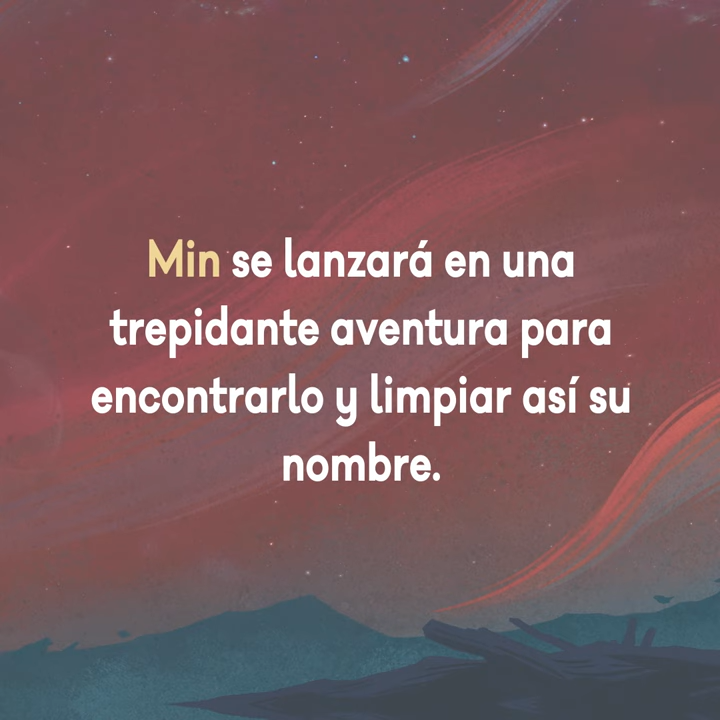 Min se lanzará en una
trepidante aventura para
encontrarlo y limpiar así su
nombre.